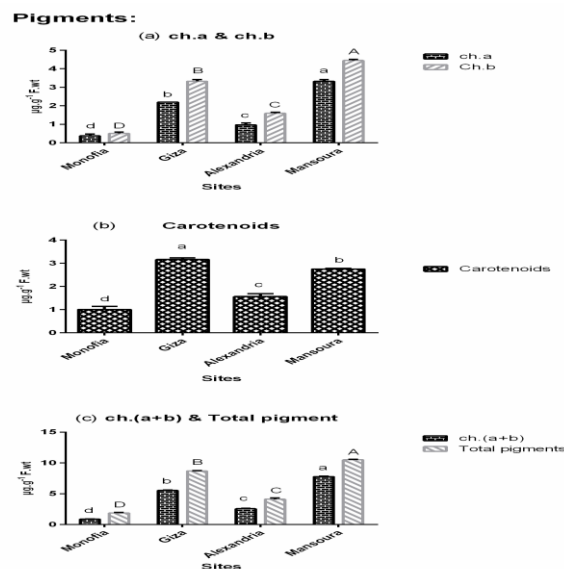 Pigments:
(a) ch.a & ch.b
ch.a
Ch.b
µg.g⁻¹ F.wt
5
4
3
2
1
0
d D b B c C a A
Monofia Giza Alexandria Mansoura
Sites
(b) Carotenoids
Carotenoids
µg.g⁻¹ F.wt
4
3
2
1
0
d a c b
Monofia Giza Alexandria Mansoura
Sites
(c) ch.(a+b) & Total pigment
ch.(a+b)
Total pigments
µg.g⁻¹ F.wt
15
10
5
0
d D b B c C a A
Monofia Giza Alexandria Mansoura
Sites